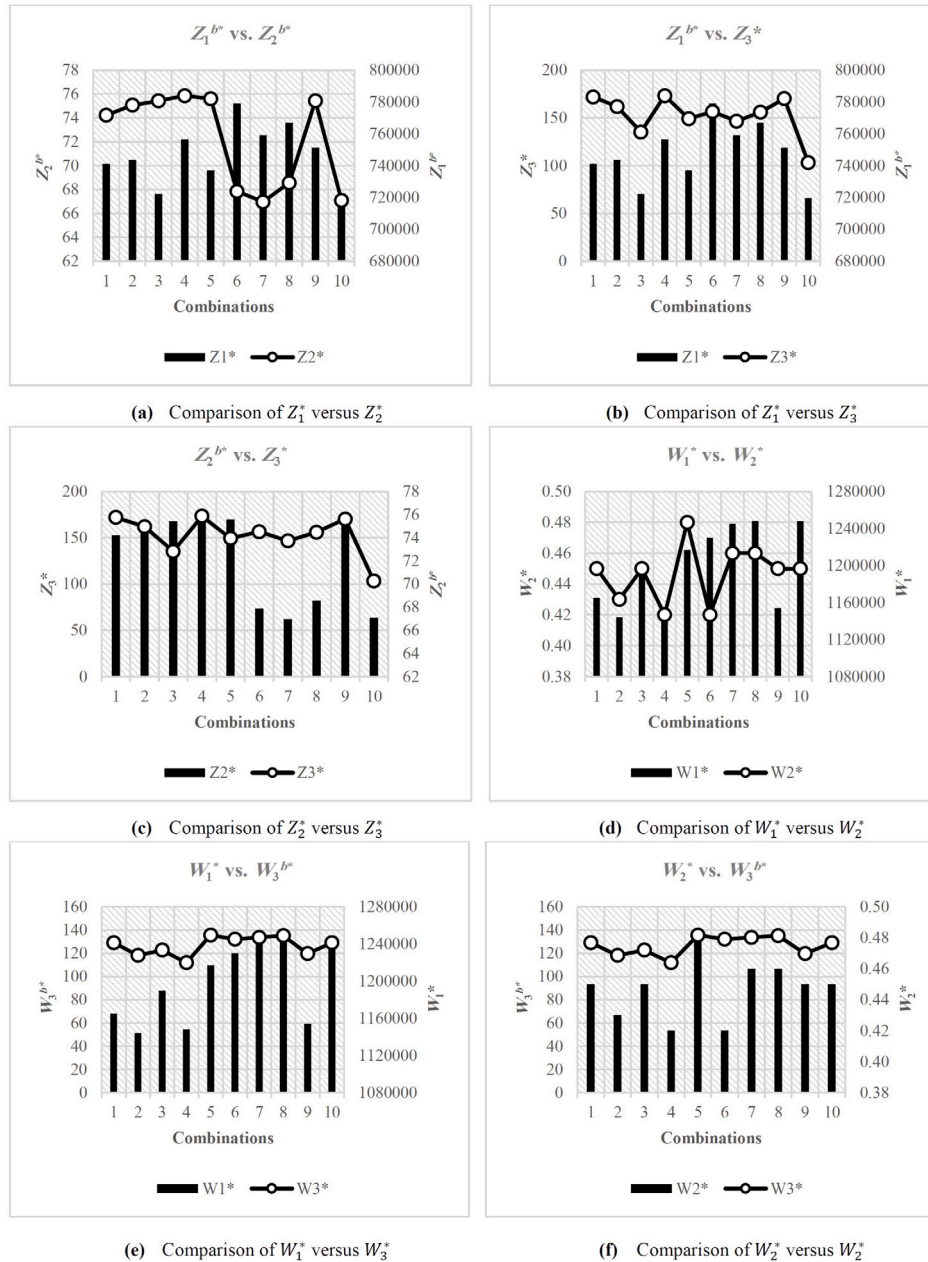 Z₁ᵇ* vs. Z₂ᵇ*
78
76
74
72
70
68
66
64
62
Z₂ᵇ*
800000
780000
760000
740000
720000
700000
680000
Z₁ᵇ*
1 2 3 4 5 6 7 8 9 10
Combinations
Z1* Z2*
(a) Comparison of Z₁* versus Z₂*
Z₁ᵇ* vs. Z₃*
200
150
100
50
0
Z₃*
800000
780000
760000
740000
720000
700000
680000
Z₁ᵇ*
1 2 3 4 5 6 7 8 9 10
Combinations
Z1* Z3*
(b) Comparison of Z₁* versus Z₃*
Z₂ᵇ* vs. Z₃*
200
150
100
50
0
Z₃*
78
76
74
72
70
68
66
64
62
Z₂ᵇ*
1 2 3 4 5 6 7 8 9 10
Combinations
Z2* Z3*
(c) Comparison of Z₂* versus Z₃*
W₁* vs. W₂*
0.50
0.48
0.46
0.44
0.42
0.40
0.38
W₂*
1280000
1240000
1200000
1160000
1120000
1080000
W₁*
1 2 3 4 5 6 7 8 9 10
Combinations
W1* W2*
(d) Comparison of W₁* versus W₂*
W₁* vs. W₃ᵇ*
160
140
120
100
80
60
40
20
0
W₃ᵇ*
1280000
1240000
1200000
1160000
1120000
1080000
W₁*
1 2 3 4 5 6 7 8 9 10
Combinations
W1* W3*
(e) Comparison of W₁* versus W₃*
W₂* vs. W₃ᵇ*
160
140
120
100
80
60
40
20
0
W₃ᵇ*
0.50
0.48
0.46
0.44
0.42
0.40
0.38
W₂*
1 2 3 4 5 6 7 8 9 10
Combinations
W2* W3*
(f) Comparison of W₂* versus W₂*